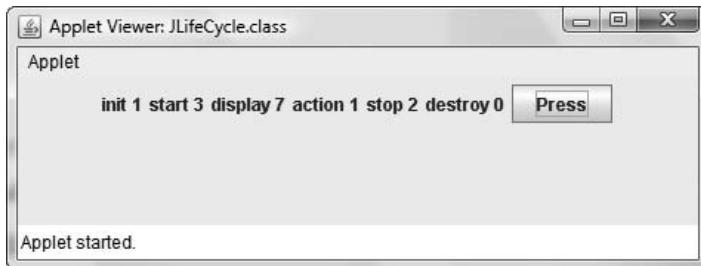 Applet Viewer: JLifeCycle.class
Applet
init 1 start 3 display 7 action 1 stop 2 destroy 0 Press
Applet started.